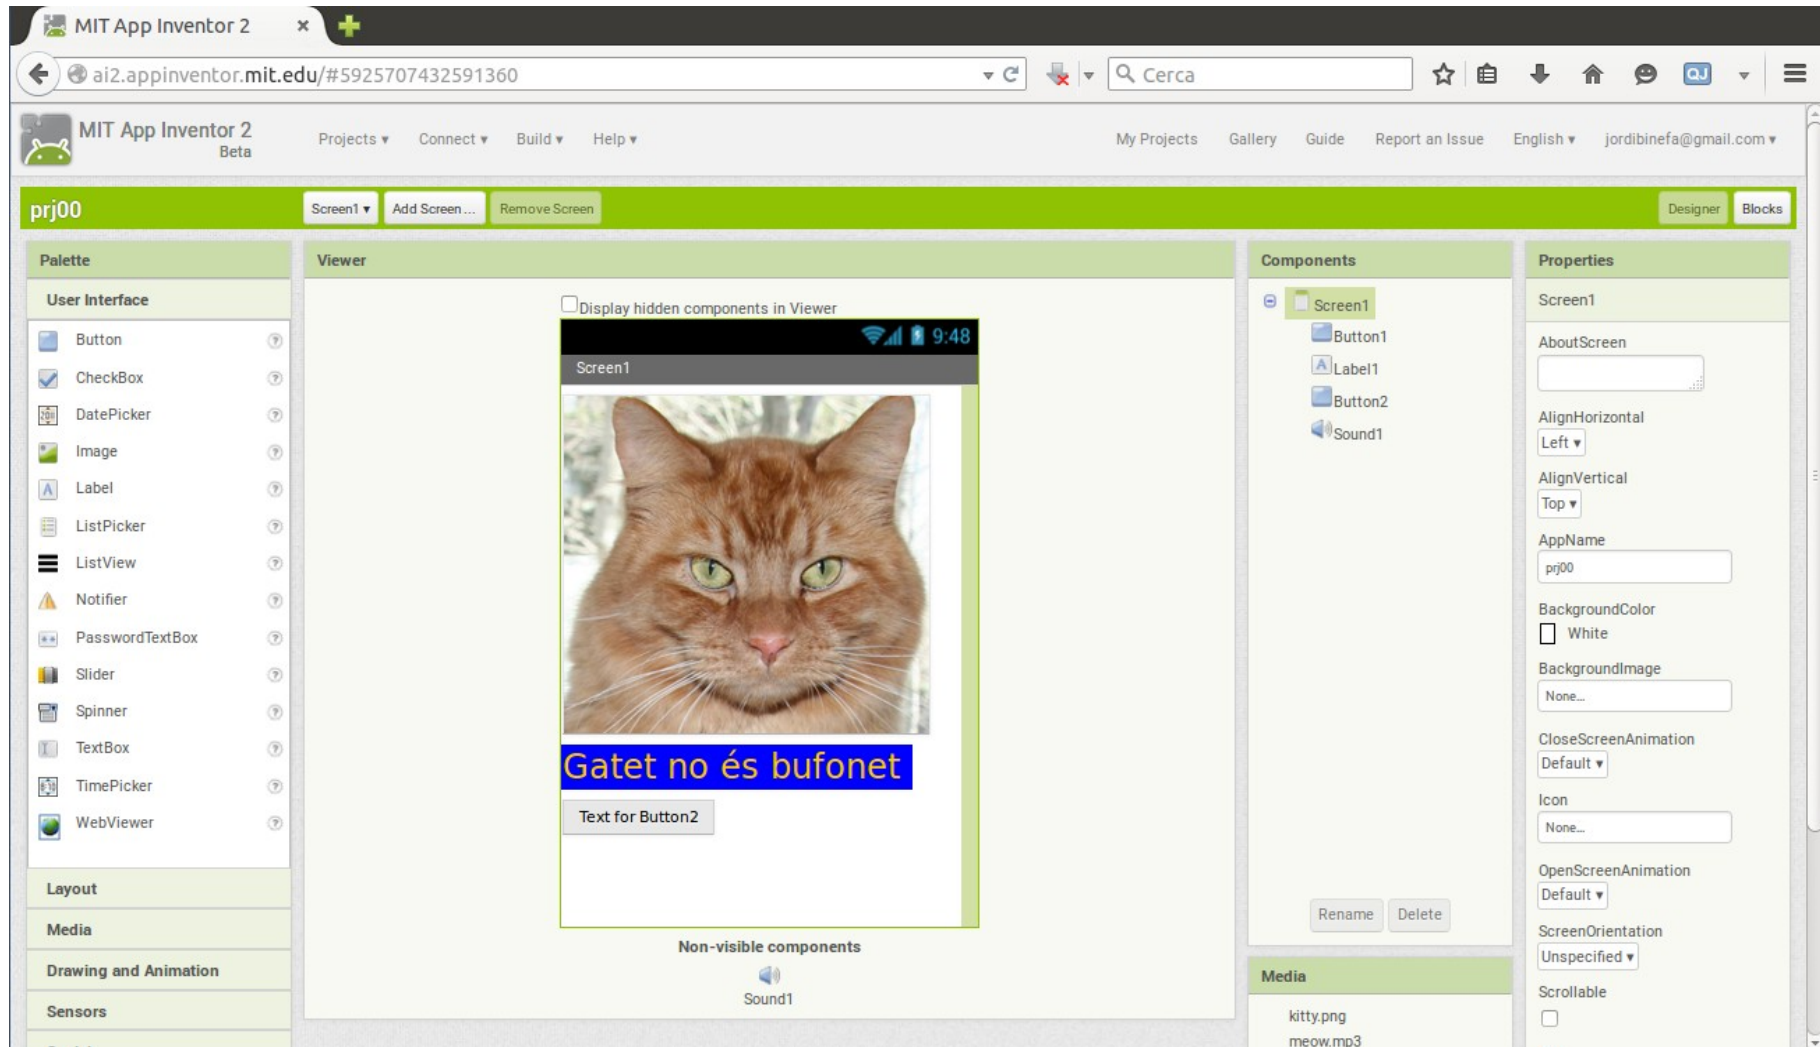 MIT App Inventor 2
ai2.appinventor.mit.edu/#5925707432591360
Cerca
QJ
MIT App Inventor 2
Beta
Projects ▾ Connect ▾ Build ▾ Help ▾
My Projects Gallery Guide Report an Issue English ▾ jordibinefa@gmail.com ▾
prj00
Screen1 ▾ Add Screen ... Remove Screen
Designer Blocks
Palette
User Interface
Button
CheckBox
DatePicker
Image
Label
ListPicker
ListView
Notifier
PasswordTextBox
Slider
Spinner
TextBox
TimePicker
WebViewer
Layout
Media
Drawing and Animation
Sensors
Viewer
Display hidden components in Viewer
9:48
Screen1
Gatet no és bufonet
Text for Button2
Non-visible components
Sound1
Components
Screen1
Button1
Label1
Button2
Sound1
Rename Delete
Media
kitty.png
meow.mp3
Properties
Screen1
AboutScreen
AlignHorizontal
Left ▾
AlignVertical
Top ▾
AppName
prj00
BackgroundColor
White
BackgroundImage
None...
CloseScreenAnimation
Default ▾
Icon
None...
OpenScreenAnimation
Default ▾
ScreenOrientation
Unspecified ▾
Scrollable